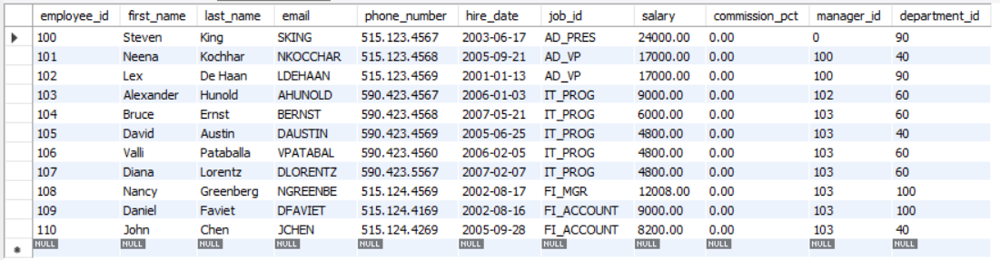 employee_id first_name last_name email phone_number hire_date job_id salary commission_pct manager_id department_id
100 Steven King SKING 515.123.4567 2003-06-17 AD_PRES 24000.00 0.00 0 90
101 Neena Kochhar NKOCCHAR 515.123.4568 2005-09-21 AD_VP 17000.00 0.00 100 40
102 Lex De Haan LDEHAAN 515.123.4569 2001-01-13 AD_VP 17000.00 0.00 100 90
103 Alexander Hunold AHUNOLD 590.423.4567 2006-01-03 IT_PROG 9000.00 0.00 102 60
104 Bruce Ernst BERNST 590.423.4568 2007-05-21 IT_PROG 6000.00 0.00 103 60
105 David Austin DAUSTIN 590.423.4569 2005-06-25 IT_PROG 4800.00 0.00 103 40
106 Valli Pataballa VPATABAL 590.423.4560 2006-02-05 IT_PROG 4800.00 0.00 103 60
107 Diana Lorentz DLORENTZ 590.423.5567 2007-02-07 IT_PROG 4800.00 0.00 103 60
108 Nancy Greenberg NGREENBE 515.124.4569 2002-08-17 FI_MGR 12008.00 0.00 103 100
109 Daniel Faviet DFAVIET 515.124.4169 2002-08-16 FI_ACCOUNT 9000.00 0.00 103 100
110 John Chen JCHEN 515.124.4269 2005-09-28 FI_ACCOUNT 8200.00 0.00 103 40
NULL NULL NULL NULL NULL NULL NULL NULL NULL NULL NULL